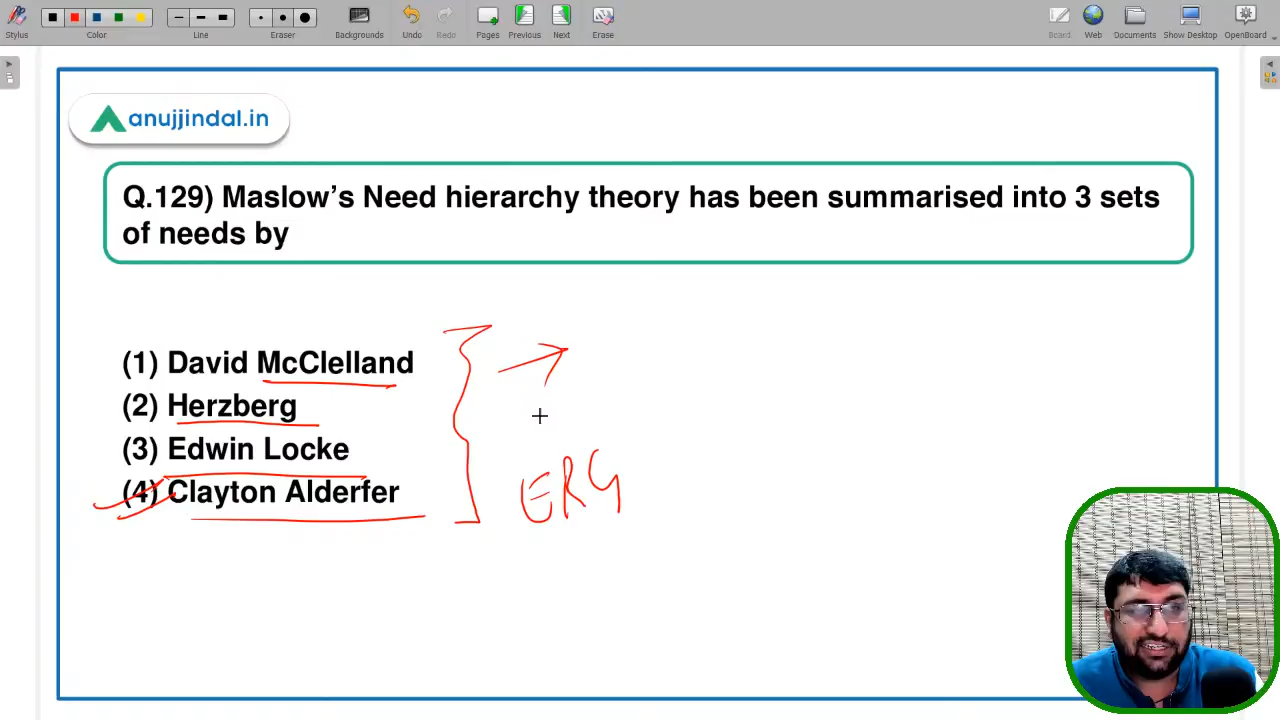 Stylus
Color
Line
Eraser
Backgrounds
Undo
Redo
Pages
Previous
Next
Erase
Board
Web
Documents
Show Desktop
OpenBoard
anujjindal.in
Q.129) Maslow's Need hierarchy theory has been summarised into 3 sets
of needs by
(1) David McClelland
(2) Herzberg
(3) Edwin Locke
(4) Clayton Alderfer
ERG